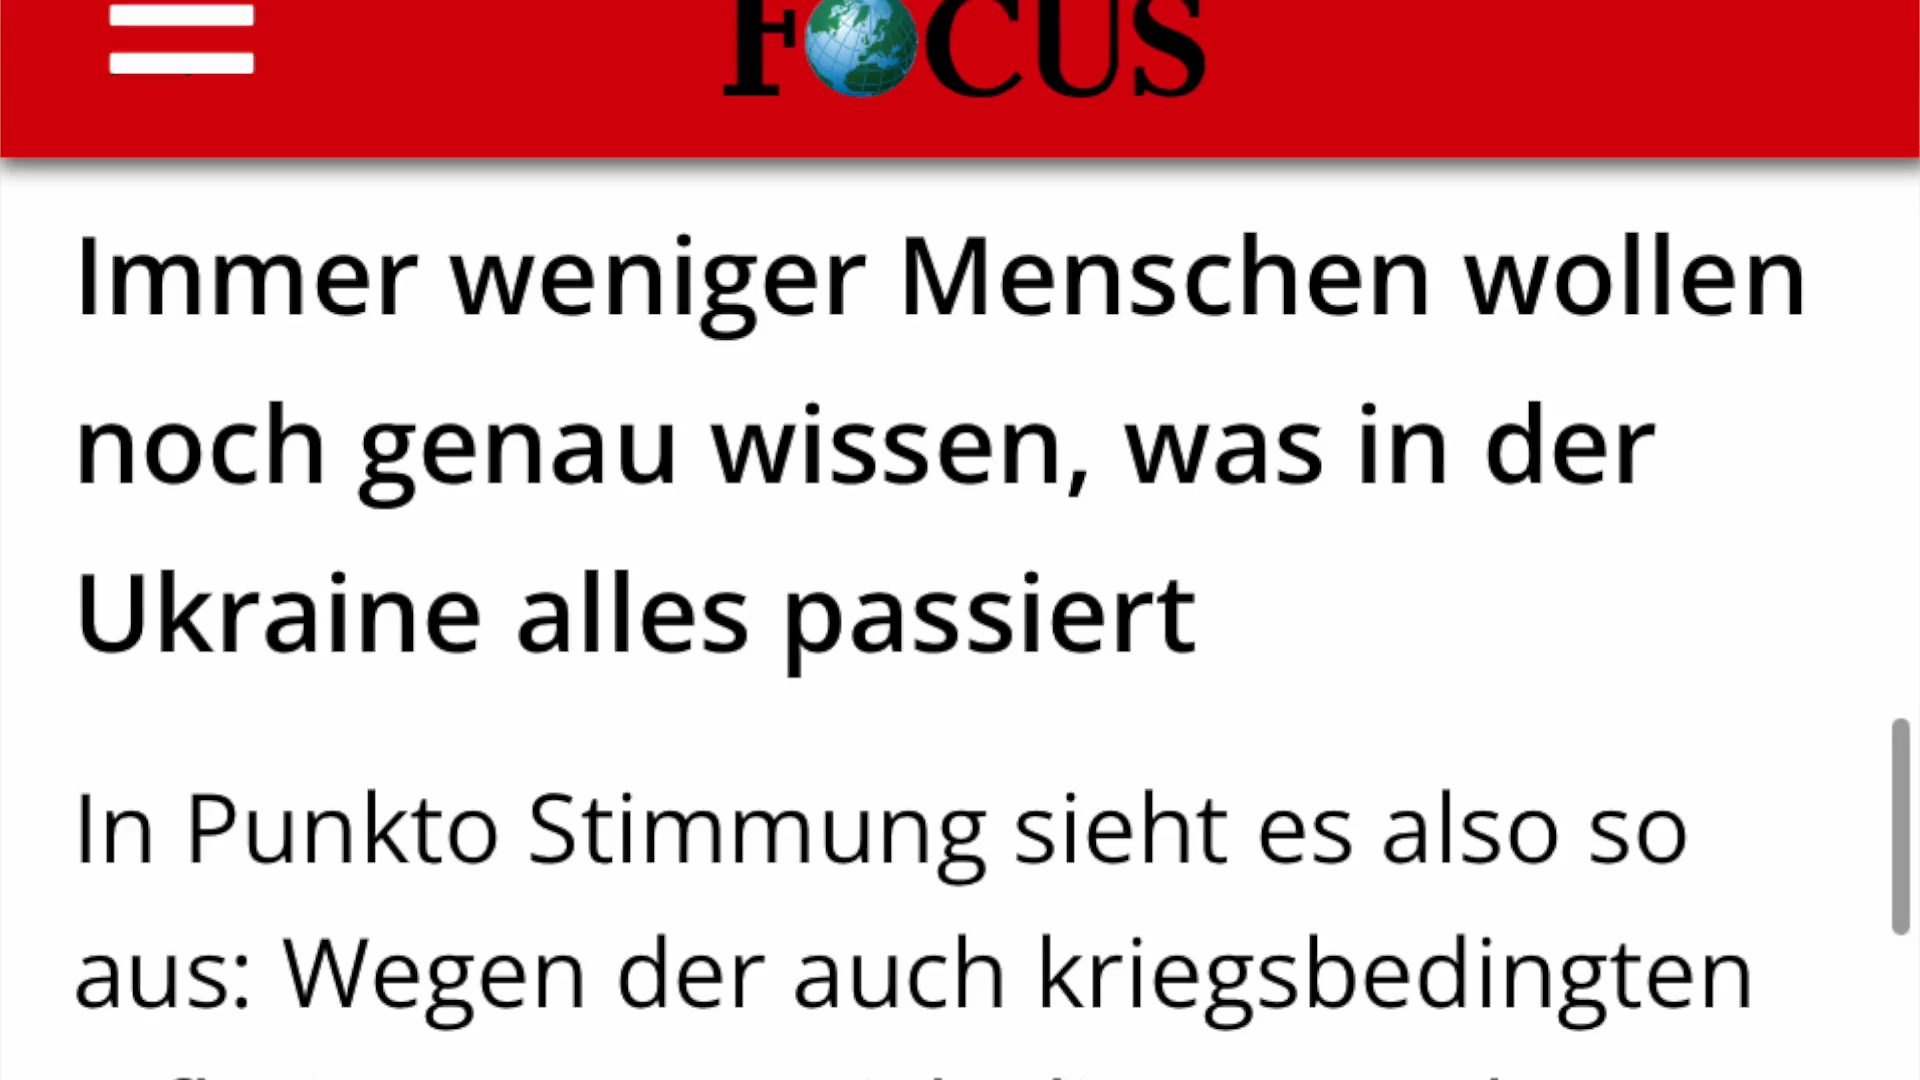 FOCUS
Immer weniger Menschen wollen
noch genau wissen, was in der
Ukraine alles passiert
In Punkto Stimmung sieht es also so
aus: Wegen der auch kriegsbedingten